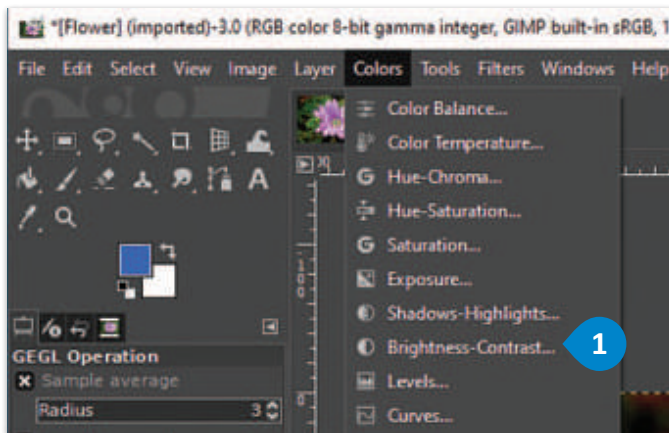 *[Flower] (imported)-3.0 (RGB color 8-bit gamma integer, GIMP built-in sRGB, 1
File Edit Select View Image Layer Colors Tools Filters Windows Help
Color Balance...
Color Temperature...
Hue-Chroma...
Hue-Saturation...
Saturation...
Exposure...
Shadows-Highlights...
Brightness-Contrast...
1
Levels...
Curves...
100
0
GEGL Operation
Sample average
Radius 3